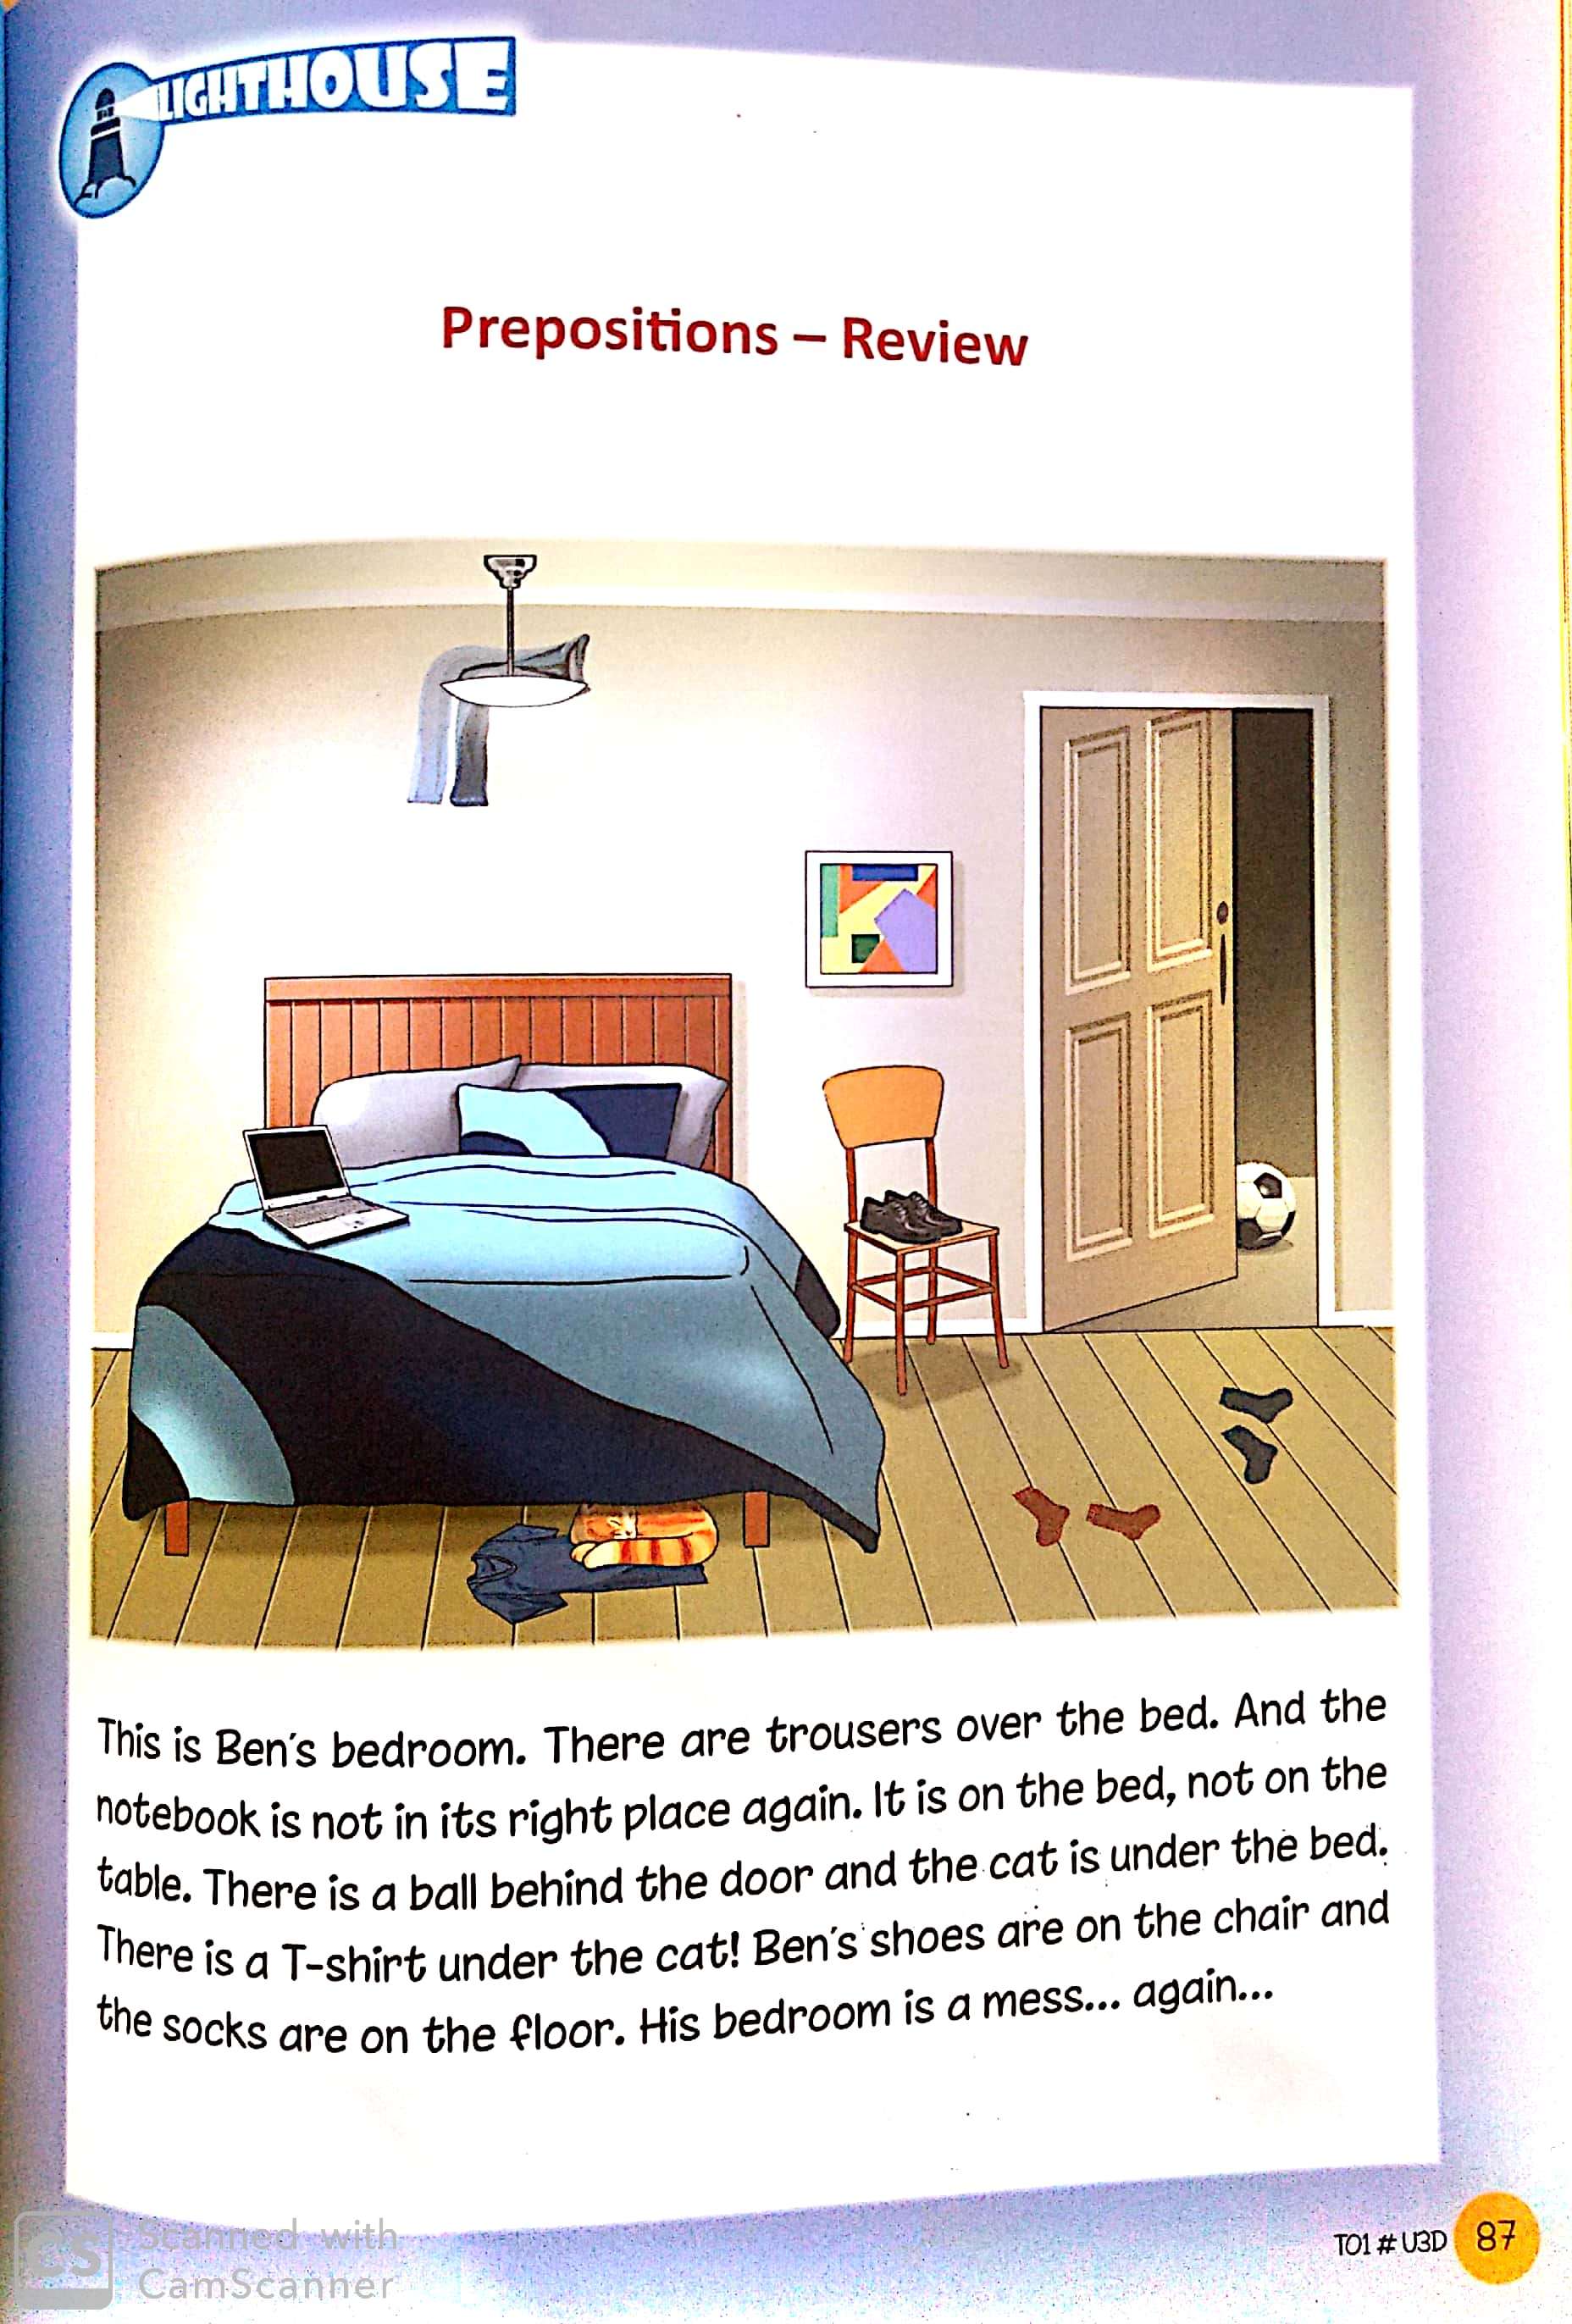 LIGHTHOUSE
Prepositions – Review
This is Ben's bedroom. There are trousers over the bed. And the
notebook is not in its right place again. It is on the bed, not on the
table. There is a ball behind the door and the cat is under the bed.
There is a T-shirt under the cat! Ben's shoes are on the chair and
the socks are on the floor. His bedroom is a mess... again...
TO1 # U3D 87
CS Scanned with
CamScanner